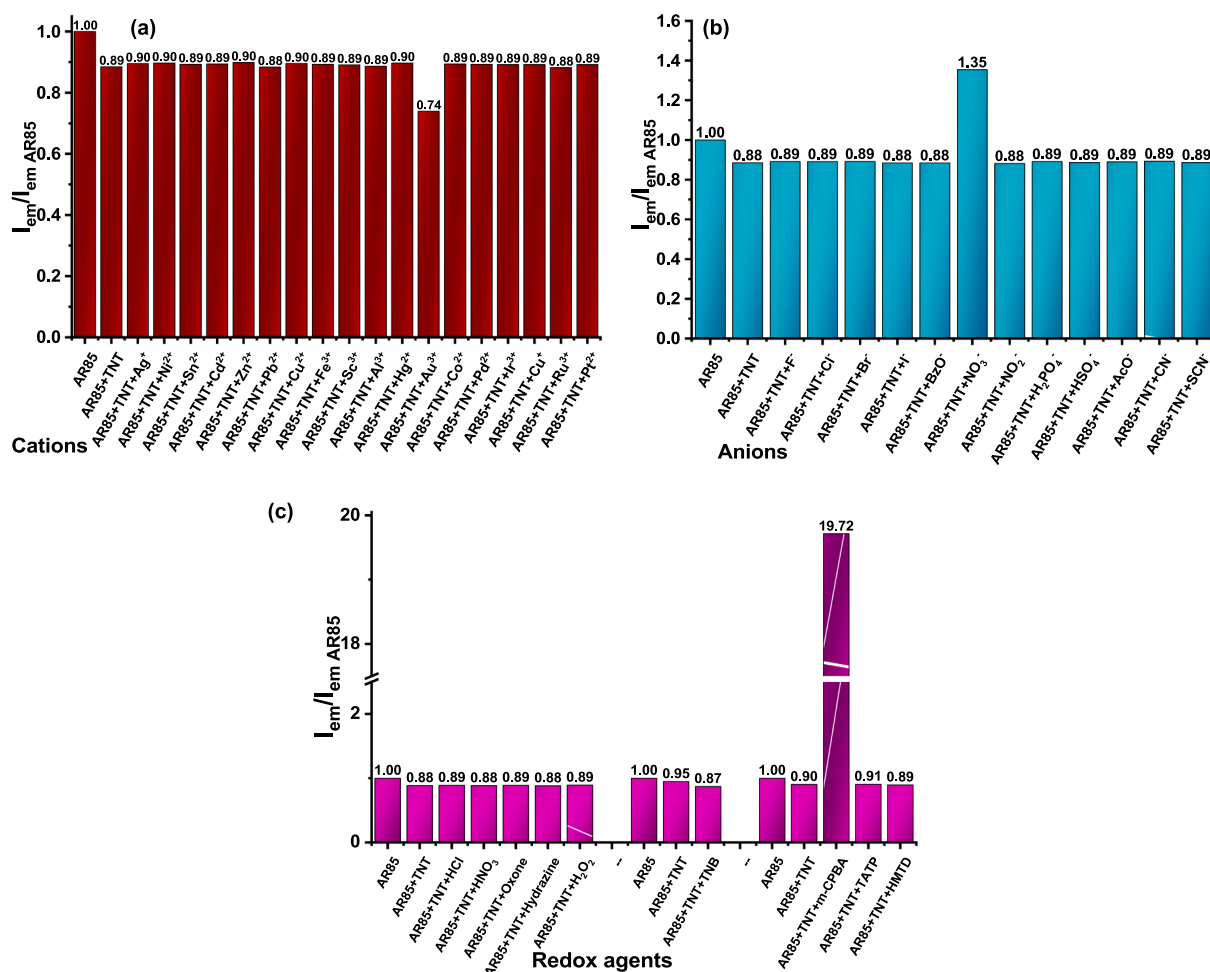 (a)
I_em/I_em AR85
1.0
0.8
0.6
0.4
0.2
0.0
1.00
0.89
0.90
0.90
0.89
0.89
0.90
0.88
0.90
0.89
0.89
0.89
0.90
0.74
0.89
0.89
0.89
0.89
0.88
0.89
AR85
AR85+TNT
AR85+TNT+Ag⁺
AR85+TNT+Ni²⁺
AR85+TNT+Sn²⁺
AR85+TNT+Cd²⁺
AR85+TNT+Zn²⁺
AR85+TNT+Pb²⁺
AR85+TNT+Cu²⁺
AR85+TNT+Fe³⁺
AR85+TNT+Sc³⁺
AR85+TNT+Al³⁺
AR85+TNT+Hg²⁺
AR85+TNT+Au³⁺
AR85+TNT+Co²⁺
AR85+TNT+Pd²⁺
AR85+TNT+Ir³⁺
AR85+TNT+Cu⁺
AR85+TNT+Ru³⁺
AR85+TNT+Pt²⁺
Cations
(b)
I_em/I_em AR85
1.6
1.4
1.2
1.0
0.8
0.6
0.4
0.2
0.0
1.00
0.88
0.89
0.89
0.89
0.88
0.88
1.35
0.88
0.89
0.89
0.89
0.89
0.89
AR85
AR85+TNT
AR85+TNT+F⁻
AR85+TNT+Cl⁻
AR85+TNT+Br⁻
AR85+TNT+I⁻
AR85+TNT+BzO⁻
AR85+TNT+NO₃⁻
AR85+TNT+NO₂⁻
AR85+TNT+H₂PO₄⁻
AR85+TNT+HSO₄⁻
AR85+TNT+AcO⁻
AR85+TNT+CN⁻
AR85+TNT+SCN⁻
Anions
(c)
I_em/I_em AR85
20
18
2
0
1.00
0.88
0.89
0.88
0.89
0.88
0.89
1.00
0.95
0.87
1.00
0.90
19.72
0.91
0.89
AR85
AR85+TNT
AR85+TNT+HCl
AR85+TNT+HNO₃
AR85+TNT+Oxone
AR85+TNT+Hydrazine
AR85+TNT+H₂O₂
--
AR85
AR85+TNT
AR85+TNT+TNB
--
AR85
AR85+TNT
AR85+TNT+m-CPBA
AR85+TNT+TATP
AR85+TNT+HMTD
Redox agents